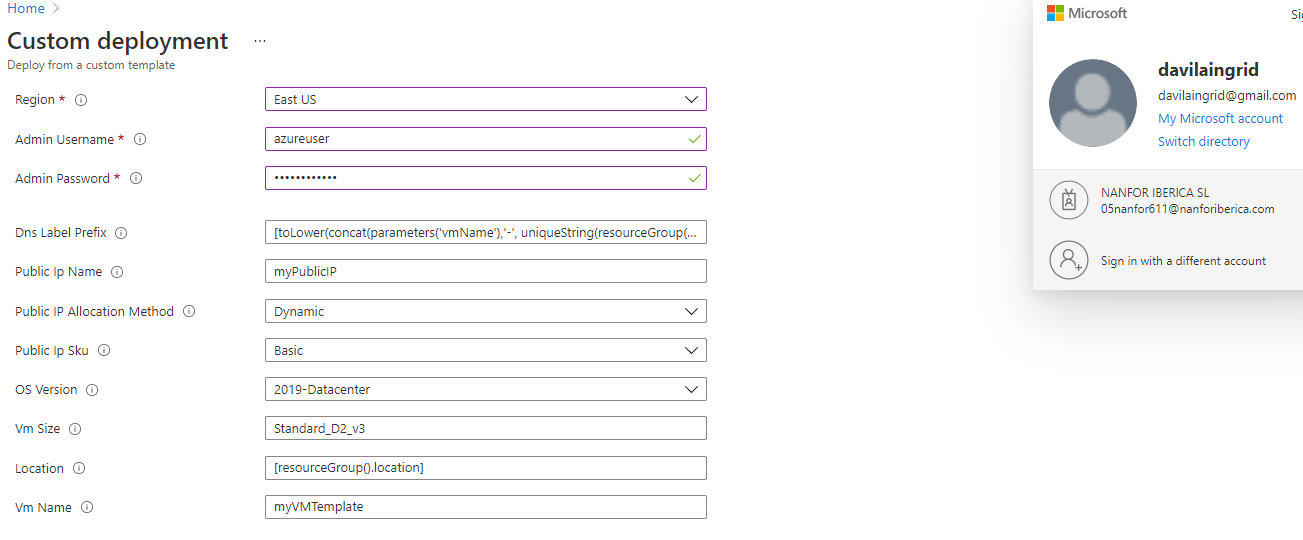 Home >
Custom deployment ...
Deploy from a custom template
Region *
East US
Admin Username *
azureuser
Admin Password *
••••••••••••
Dns Label Prefix
[toLower(concat(parameters('vmName'),'-', uniqueString(resourceGroup(...
Public Ip Name
myPublicIP
Public IP Allocation Method
Dynamic
Public Ip Sku
Basic
OS Version
2019-Datacenter
Vm Size
Standard_D2_v3
Location
[resourceGroup().location]
Vm Name
myVMTemplate
Microsoft
davilaingrid
davilaingrid@gmail.com
My Microsoft account
Switch directory
NANFOR IBERICA SL
05nanfor611@nanforiberica.com
Sign in with a different account